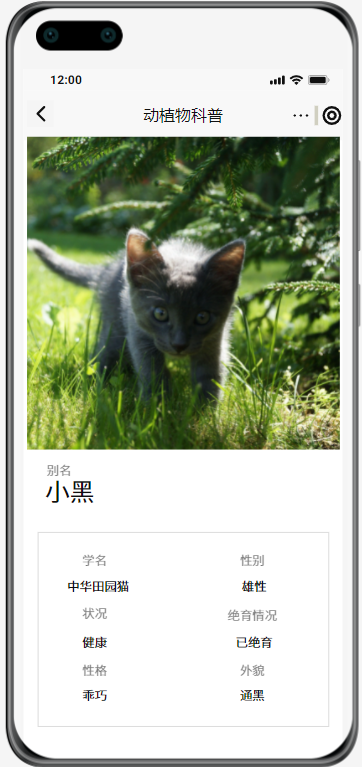 12:00
动植物科普
别名
小黑
学名 性别
中华田园猫 雄性
状况 绝育情况
健康 已绝育
性格 外貌
乖巧 通黑